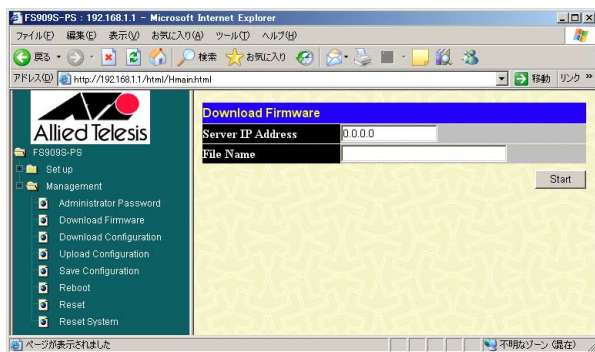 FS909S-PS : 192.168.1.1 - Microsoft Internet Explorer
ファイル(F) 編集(E) 表示(V) お気に入り(A) ツール(T) ヘルプ(H)
戻る 検索 お気に入り
アドレス(D) http://192.168.1.1/html/Hmain.html 移動 リンク »
Allied Telesis
FS909S-PS
Set up
Management
Administrator Password
Download Firmware
Download Configuration
Upload Configuration
Save Configuration
Reboot
Reset
Reset System
Download Firmware
Server IP Address 0.0.0.0
File Name
Start
ページが表示されました 不明なゾーン (混在)